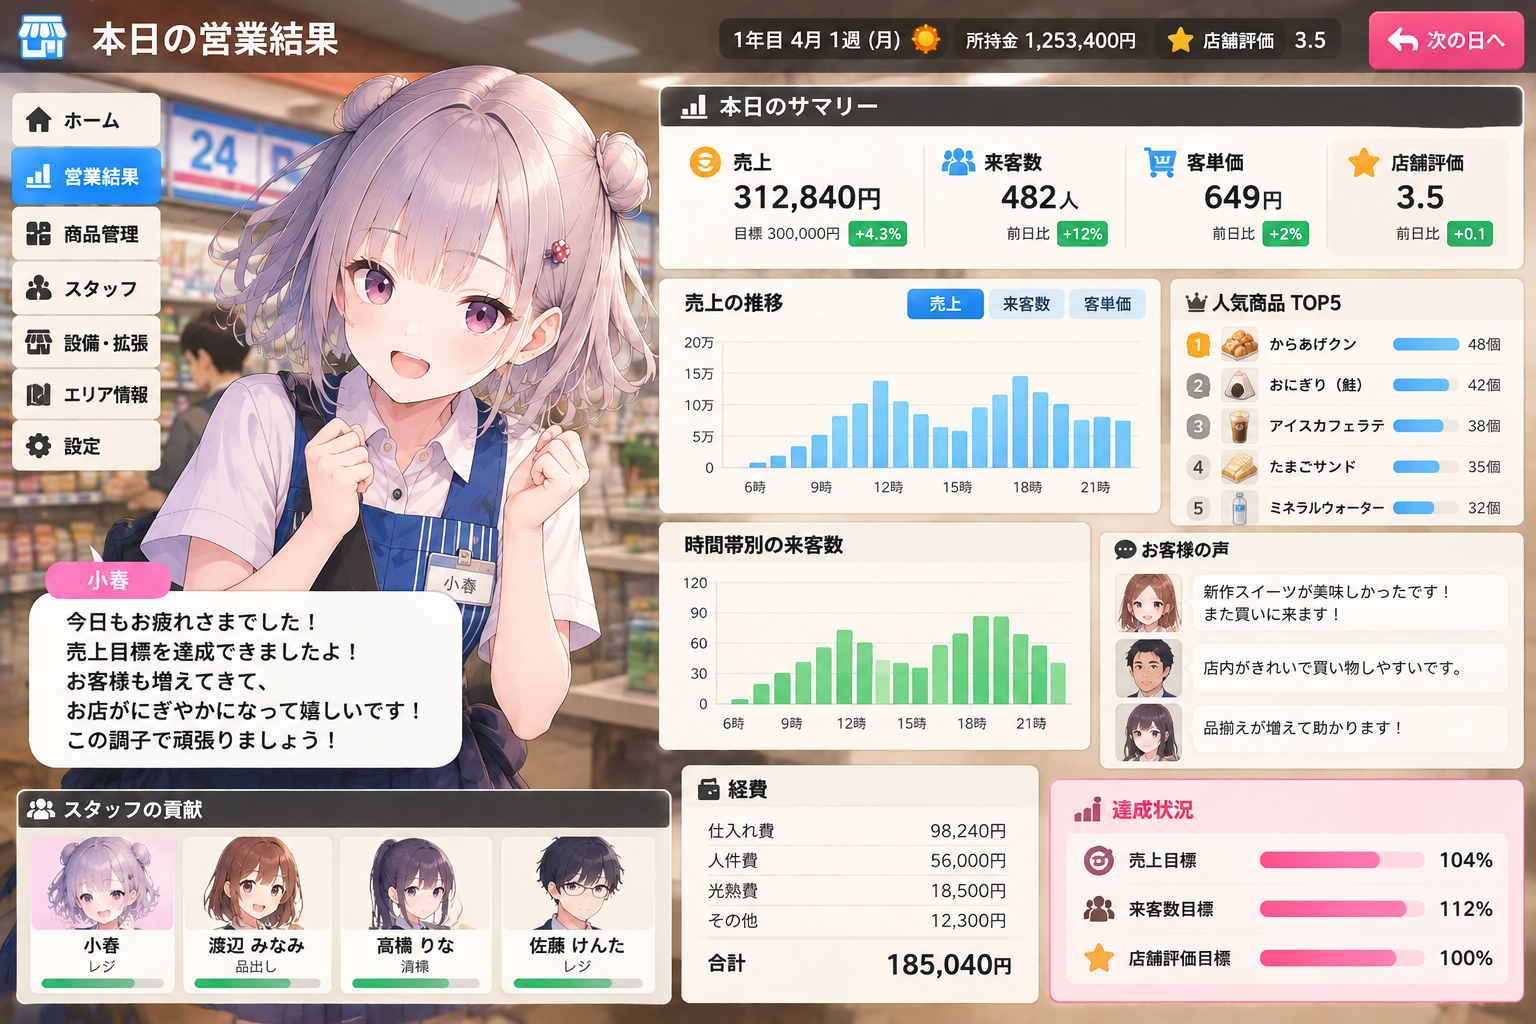 本日の営業結果
1年目 4月 1週 (月)
所持金 1,253,400円
店舗評価 3.5
次の日へ
ホーム
営業結果
商品管理
スタッフ
設備・拡張
エリア情報
設定
24
本日のサマリー
売上
312,840円
目標 300,000円 +4.3%
来客数
482人
前日比 +12%
客単価
649円
前日比 +2%
店舗評価
3.5
前日比 +0.1
売上の推移
売上 来客数 客単価
20万
15万
10万
5万
0
6時 9時 12時 15時 18時 21時
人気商品 TOP5
1 からあげクン 48個
2 おにぎり（鮭） 42個
3 アイスカフェラテ 38個
4 たまごサンド 35個
5 ミネラルウォーター 32個
時間帯別の来客数
120
90
60
30
0
6時 9時 12時 15時 18時 21時
お客様の声
新作スイーツが美味しかったです！
また買いに来ます！
店内がきれいで買い物しやすいです。
品揃えが増えて助かります！
小春
小春
今日もお疲れさまでした！
売上目標を達成できましたよ！
お客様も増えてきて、
お店がにぎやかになって嬉しいです！
この調子で頑張りましょう！
スタッフの貢献
小春
レジ
渡辺 みなみ
品出し
高橋 りな
佐藤 けんた
レジ
経費
仕入れ費 98,240円
人件費 56,000円
光熱費 18,500円
その他 12,300円
合計 185,040円
達成状況
売上目標 104%
来客数目標 112%
店舗評価目標 100%